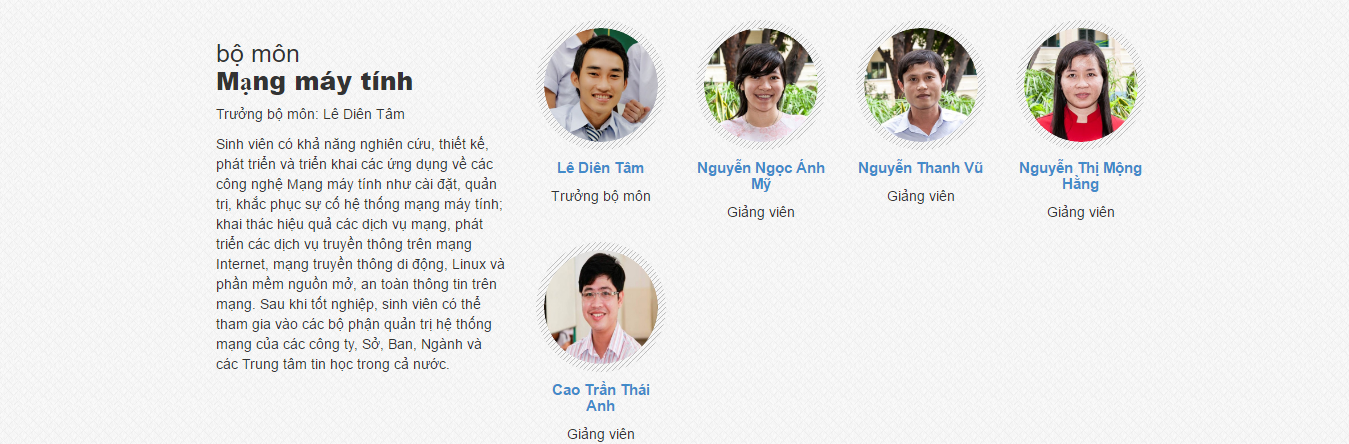 bộ môn
Mạng máy tính
Trưởng bộ môn: Lê Diên Tâm
Sinh viên có khả năng nghiên cứu, thiết kế,
phát triển và triển khai các ứng dụng về các
công nghệ Mạng máy tính như cài đặt, quản
trị, khắc phục sự cố hệ thống mạng máy tính;
khai thác hiệu quả các dịch vụ mạng, phát
triển các dịch vụ truyền thông trên mạng
Internet, mạng truyền thông di động, Linux và
phần mềm nguồn mở, an toàn thông tin trên
mạng. Sau khi tốt nghiệp, sinh viên có thể
tham gia vào các bộ phận quản trị hệ thống
mạng của các công ty, Sở, Ban, Ngành và
các Trung tâm tin học trong cả nước.
Lê Diên Tâm
Trưởng bộ môn
Nguyễn Ngọc Ánh
Mỹ
Giảng viên
Nguyễn Thanh Vũ
Giảng viên
Nguyễn Thị Mộng
Hằng
Giảng viên
Cao Trần Thái
Anh
Giảng viên